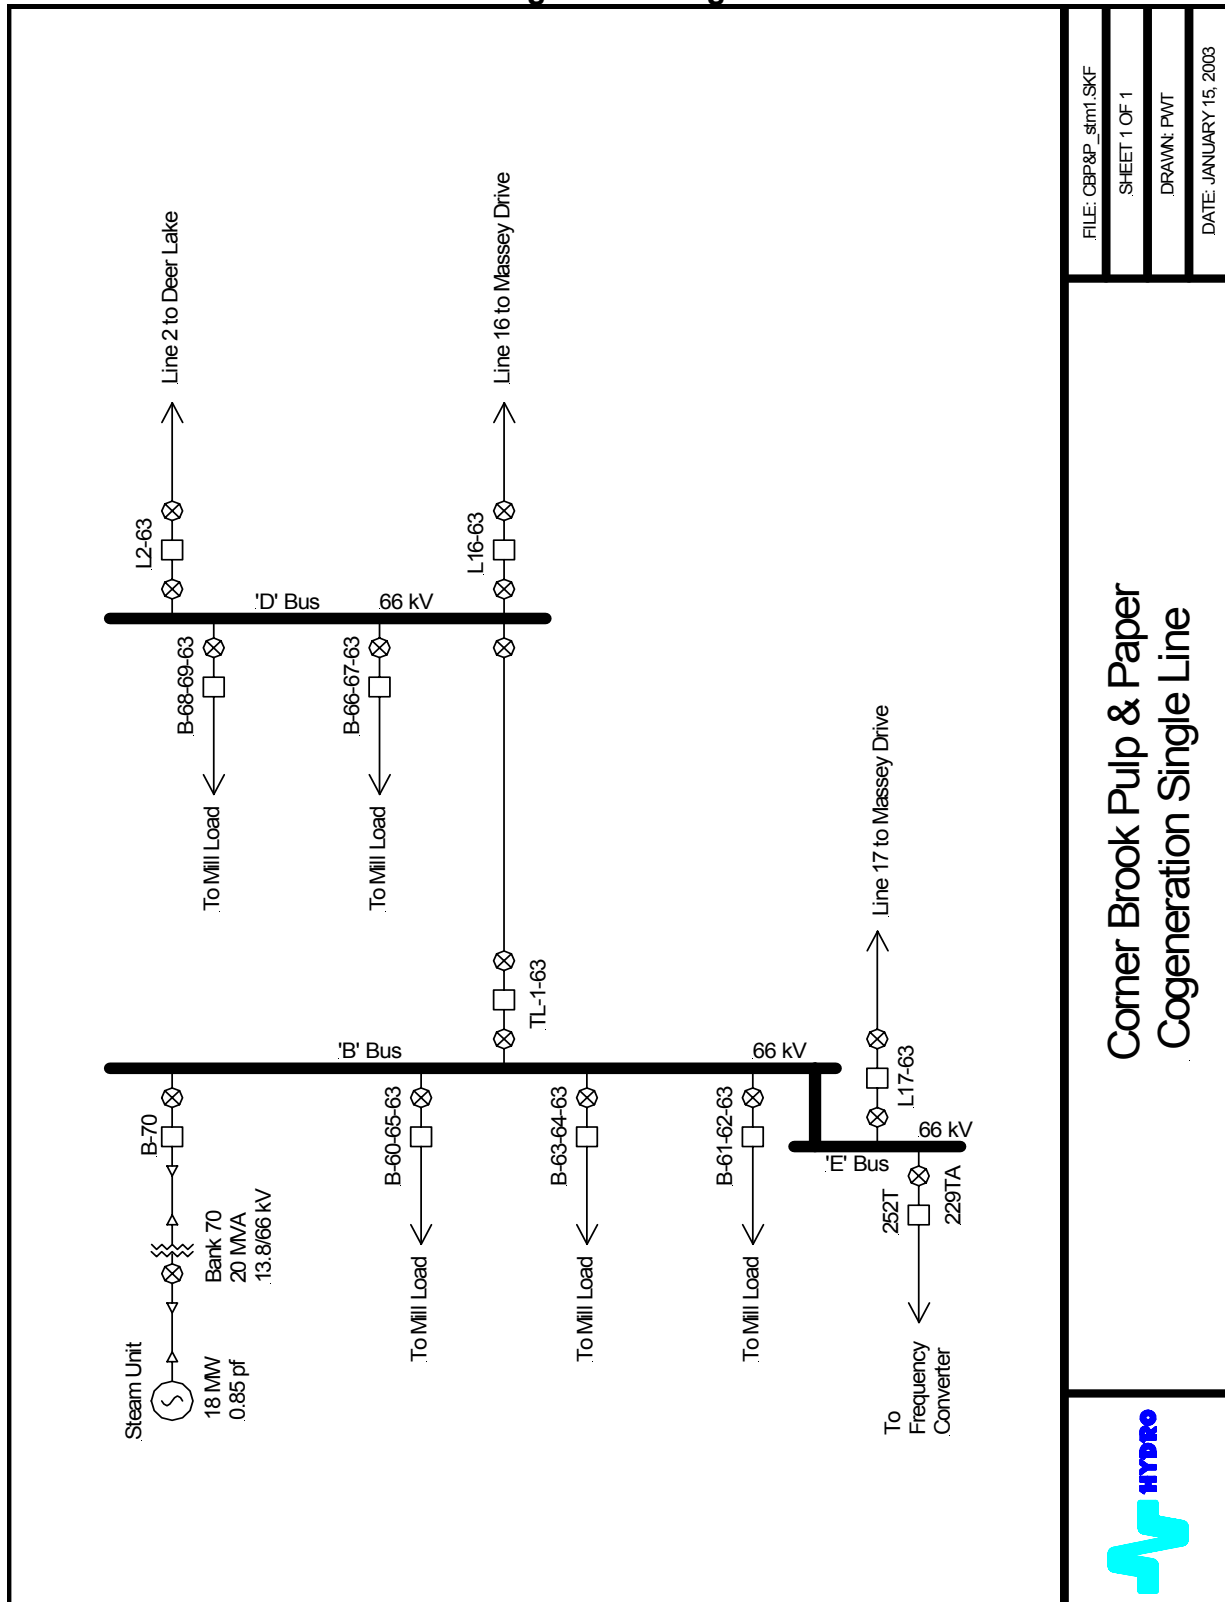 Line 2 to Deer Lake
Line 16 to Massey Drive
L2-63
L16-63
'D' Bus
66 kV
B-68-69-63
B-66-67-63
To Mill Load
To Mill Load
Line 17 to Massey Drive
TL-1-63
'B' Bus
66 kV
L17-63
B-70
B-60-65-63
B-63-64-63
B-61-62-63
'E' Bus
66 kV
252T
229TA
Bank 70
20 MVA
13.8/66 kV
To Mill Load
To Mill Load
To Mill Load
Steam Unit
18 MW
0.85 pf
To
Frequency
Converter
HYDRO
Corner Brook Pulp & Paper
Cogeneration Single Line
FILE: CBP&P_stm1.SKF
SHEET 1 OF 1
DRAWN: PWT
DATE: JANUARY 15, 2003